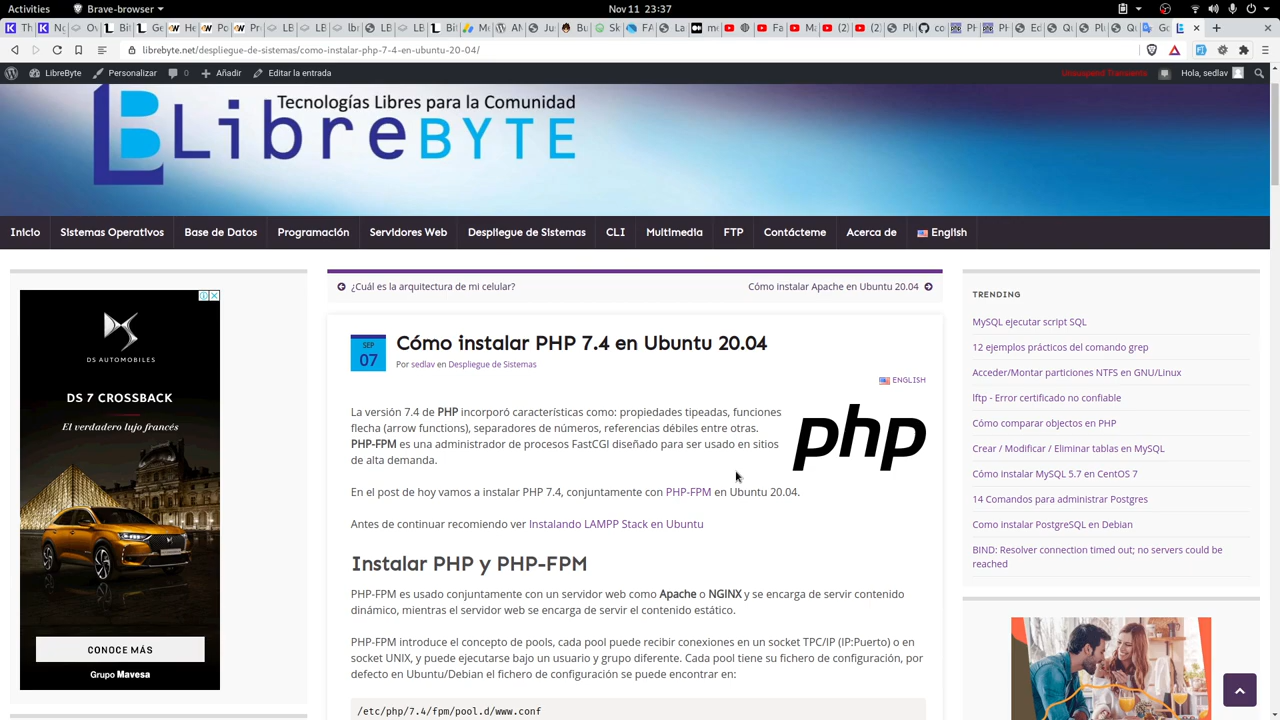 Activities
Brave-browser
Nov 11 23:37
librebyte.net/despliegue-de-sistemas/como-instalar-php-7-4-en-ubuntu-20-04/
LibreByte
Personalizar
0
Añadir
Editar la entrada
Unsuspend Transients
Hola, sedlav
Tecnologías Libres para la Comunidad
LibreBYTE
Inicio
Sistemas Operativos
Base de Datos
Programación
Servidores Web
Despliegue de Sistemas
CLI
Multimedia
FTP
Contácteme
Acerca de
English
DS AUTOMOBILES
DS 7 CROSSBACK
El verdadero lujo francés
CONOCE MÁS
Grupo Mavesa
¿Cuál es la arquitectura de mi celular?
Cómo instalar Apache en Ubuntu 20.04
SEP
07
Cómo instalar PHP 7.4 en Ubuntu 20.04
Por sedlav en Despliegue de Sistemas
ENGLISH
La versión 7.4 de PHP incorporó características como: propiedades tipeadas, funciones
flecha (arrow functions), separadores de números, referencias débiles entre otras.
PHP-FPM es una administrador de procesos FastCGI diseñado para ser usado en sitios
de alta demanda.
php
En el post de hoy vamos a instalar PHP 7.4, conjuntamente con PHP-FPM en Ubuntu 20.04.
Antes de continuar recomiendo ver Instalando LAMPP Stack en Ubuntu
Instalar PHP y PHP-FPM
PHP-FPM es usado conjuntamente con un servidor web como Apache o NGINX y se encarga de servir contenido
dinámico, mientras el servidor web se encarga de servir el contenido estático.
PHP-FPM introduce el concepto de pools, cada pool puede recibir conexiones en un socket TPC/IP (IP:Puerto) o en
socket UNIX, y puede ejecutarse bajo un usuario y grupo diferente. Cada pool tiene su fichero de configuración, por
defecto en Ubuntu/Debian el fichero de configuración se puede encontrar en:
/etc/php/7.4/fpm/pool.d/www.conf
TRENDING
MySQL ejecutar script SQL
12 ejemplos prácticos del comando grep
Acceder/Montar particiones NTFS en GNU/Linux
lftp - Error certificado no confiable
Cómo comparar objectos en PHP
Crear / Modificar / Eliminar tablas en MySQL
Cómo instalar MySQL 5.7 en CentOS 7
14 Comandos para administrar Postgres
Como instalar PostgreSQL en Debian
BIND: Resolver connection timed out; no servers could be
reached